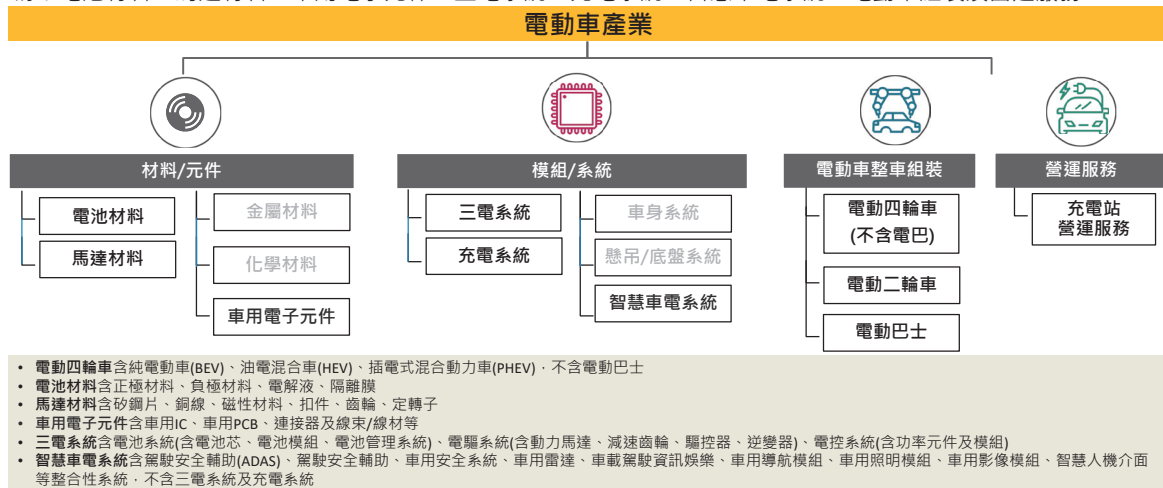 電動車產業
材料/元件
電池材料
馬達材料
金屬材料
化學材料
車用電子元件
模組/系統
三電系統
充電系統
車身系統
懸吊/底盤系統
智慧車電系統
電動車整車組裝
電動四輪車
(不含電巴)
電動二輪車
電動巴士
營運服務
充電站
營運服務
• 電動四輪車含純電動車(BEV)、油電混合車(HEV)、插電式混合動力車(PHEV)，不含電動巴士
• 電池材料含正極材料、負極材料、電解液、隔離膜
• 馬達材料含矽鋼片、銅線、磁性材料、扣件、齒輪、定轉子
• 車用電子元件含車用IC、車用PCB、連接器及線束/線材等
• 三電系統含電池系統(含電池芯、電池模組、電池管理系統)、電驅系統(含動力馬達、減速齒輪、驅控器、逆變器)、電控系統(含功率元件及模組)
• 智慧車電系統含駕駛安全輔助(ADAS)、駕駛安全輔助、車用安全系統、車用雷達、車載駕駛資訊娛樂、車用導航模組、車用照明模組、車用影像模組、智慧人機介面
等整合性系統，不含三電系統及充電系統